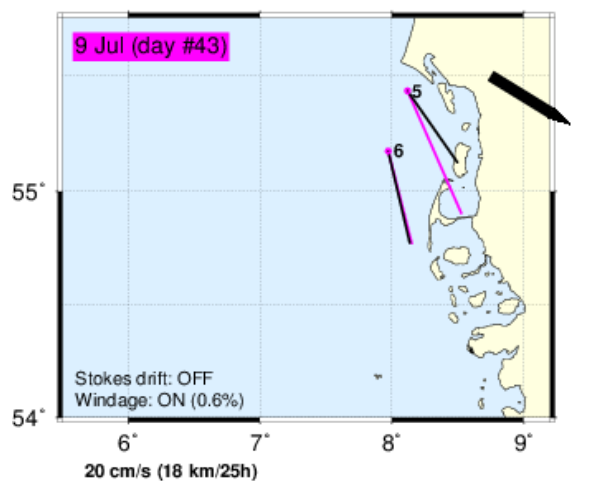 9 Jul (day #43)
5
6
55°
Stokes drift: OFF
Windage: ON (0.6%)
54°
6° 7° 8° 9°
20 cm/s (18 km/25h)